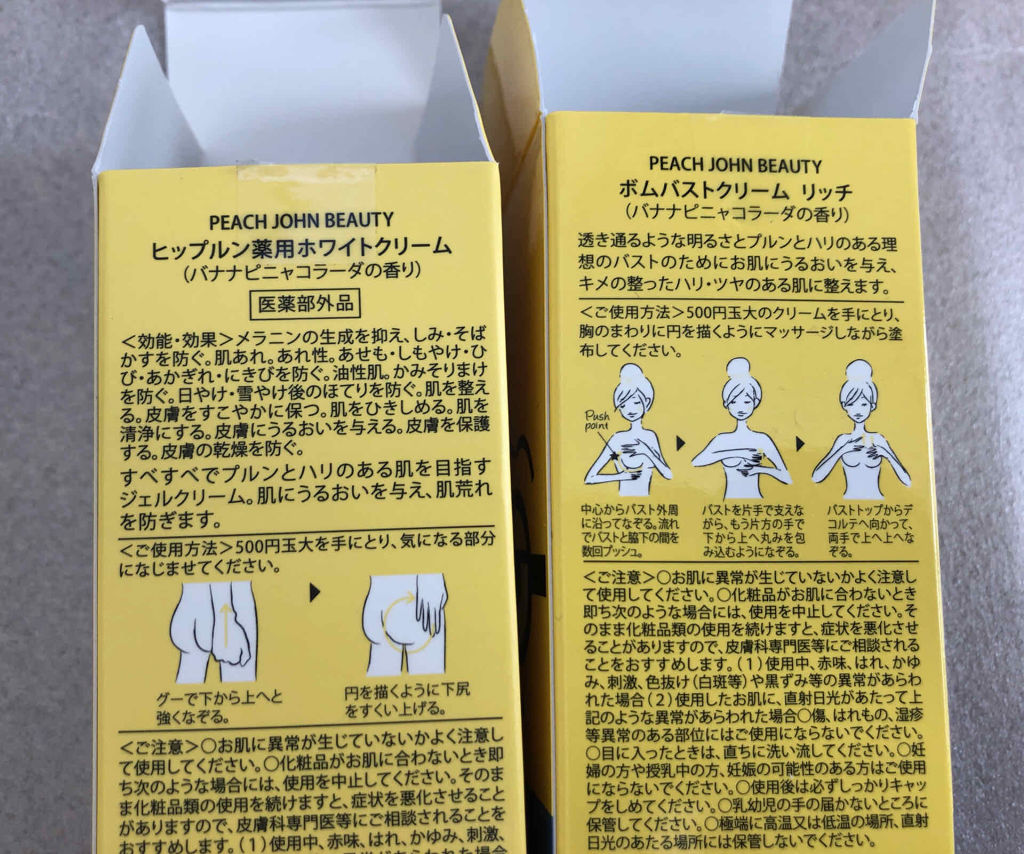 PEACH JOHN BEAUTY
ヒップルン薬用ホワイトクリーム
(バナナピニャコラーダの香り)
医薬部外品
<効能・効果>メラニンの生成を抑え、しみ・そば
かすを防ぐ。肌あれ。あれ性。あせも・しもやけ・ひ
び・あかぎれ・にきびを防ぐ。油性肌。かみそりまけ
を防ぐ。日やけ・雪やけ後のほてりを防ぐ。肌を整え
る。皮膚をすこやかに保つ。肌をひきしめる。肌を
清浄にする。皮膚にうるおいを与える。皮膚を保護
する。皮膚の乾燥を防ぐ。
すべすべでプルンとハリのある肌を目指す
ジェルクリーム。肌にうるおいを与え、肌荒れ
を防ぎます。
<ご使用方法>500円玉大を手にとり、気になる部分
になじませてください。
グーで下から上へと
強くなぞる。
円を描くように下尻
をすくい上げる。
<ご注意>○お肌に異常が生じていないかよく注意し
て使用してください。○化粧品がお肌に合わないとき即
ち次のような場合には、使用を中止してください。そのま
ま化粧品類の使用を続けますと、症状を悪化させること
がありますので、皮膚科専門医等にご相談されることを
おすすめします。(1)使用中、赤味、はれ、かゆみ、刺激、
PEACH JOHN BEAUTY
ボムバストクリーム リッチ
(バナナピニャコラーダの香り)
透き通るような明るさとプルンとハリのある理
想のバストのためにお肌にうるおいを与え、
キメの整ったハリ・ツヤのある肌に整えます。
<ご使用方法>500円玉大のクリームを手にとり、
胸のまわりに円を描くようにマッサージしながら塗
布してください。
Push
point
中心からバスト外周
に沿ってなぞる。流れ
でバストと脇下の間を
数回プッシュ。
バストを片手で支えな
がら、もう片方の手で
下から上へ丸みを包
み込むようになぞる。
バストトップからデ
コルテへ向かって、
両手で上へ上へな
ぞる。
<ご注意>○お肌に異常が生じていないかよく注意し
て使用してください。○化粧品がお肌に合わないとき
即ち次のような場合には、使用を中止してください。そ
のまま化粧品類の使用を続けますと、症状を悪化させ
ることがありますので、皮膚科専門医等にご相談される
ことをおすすめします。(1)使用中、赤味、はれ、かゆ
み、刺激、色抜け(白斑等)や黒ずみ等の異常があらわ
れた場合(2)使用したお肌に、直射日光があたって上
記のような異常があらわれた場合○傷、はれもの、湿疹
等異常のある部位にはご使用にならないでください。
○目に入ったときは、直ちに洗い流してください。○妊
婦の方や授乳中の方、妊娠の可能性のある方はご使用
にならないでください。○使用後は必ずしっかりキャッ
プをしめてください。○乳幼児の手の届かないところに
保管してください。○極端に高温又は低温の場所、直射
日光のあたる場所には保管しないでください。